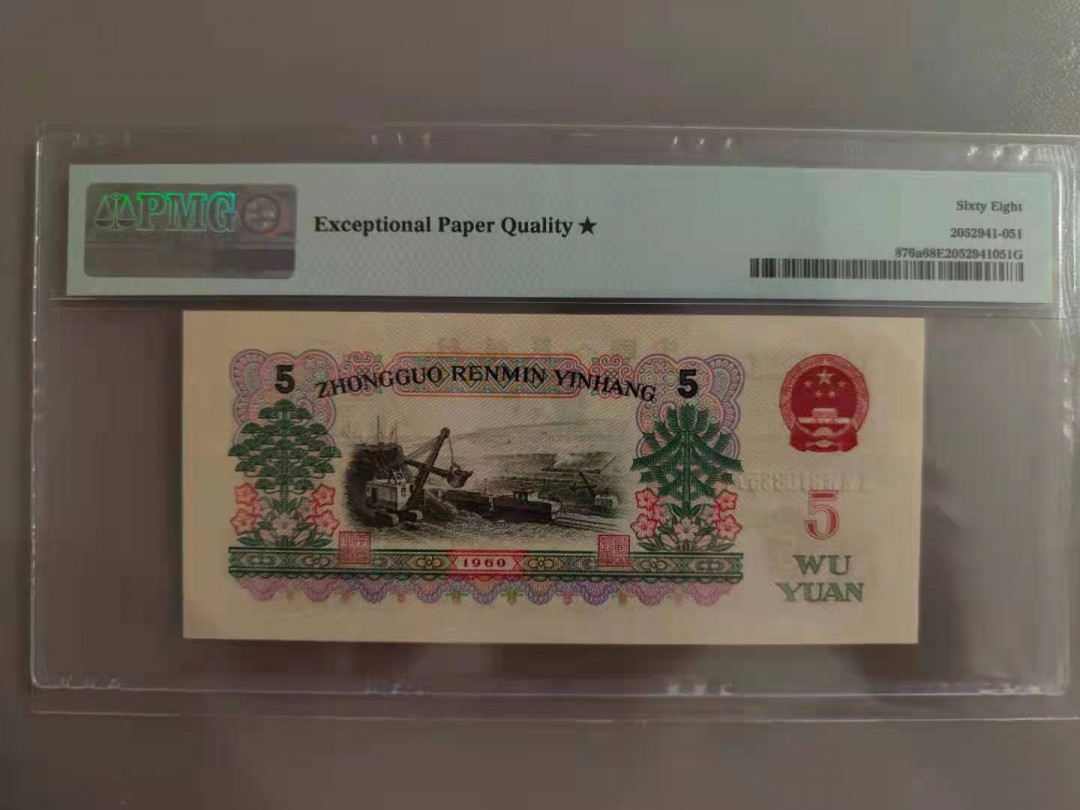 PMG
Exceptional Paper Quality ★
Sixty Eight
2052941-051
876a68E2052941051G
5
ZHONGGUO RENMIN YINHANG
5
1960
5
WU
YUAN